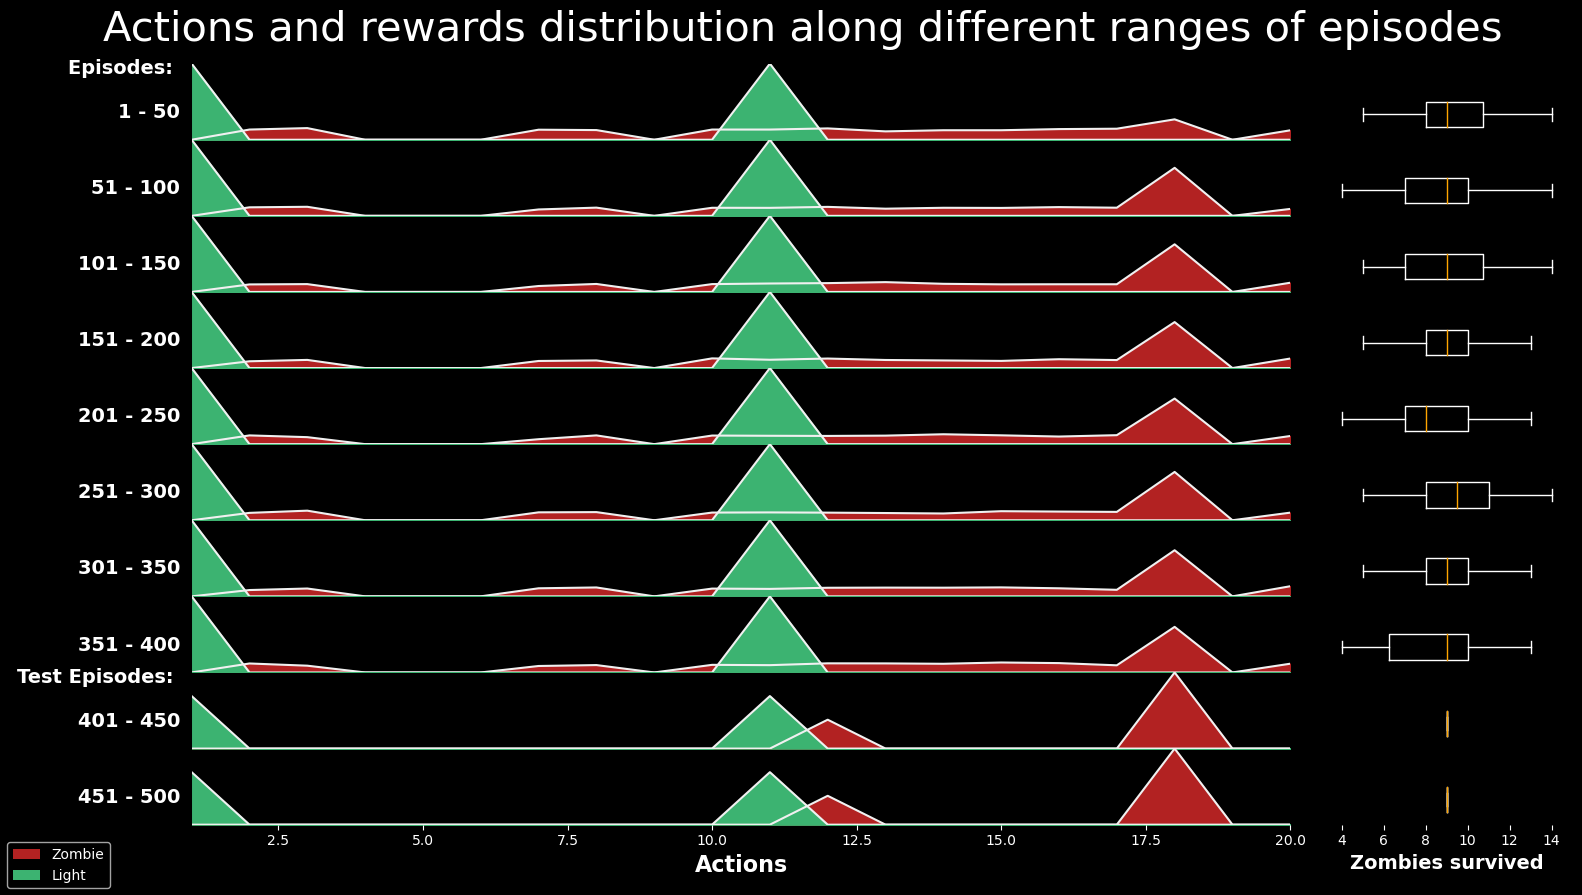 Actions and rewards distribution along different ranges of episodes
Episodes:
1 - 50
51 - 100
101 - 150
151 - 200
201 - 250
251 - 300
301 - 350
351 - 400
Test Episodes:
401 - 450
451 - 500
2.5 5.0 7.5 10.0 12.5 15.0 17.5 20.0
4 6 8 10 12 14
Actions
Zombies survived
Zombie
Light